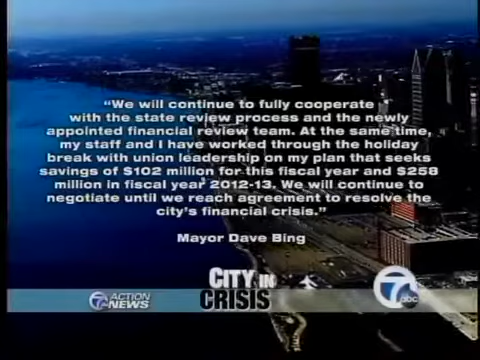 “We will continue to fully cooperate
with the state review process and the newly
appointed financial review team. At the same time,
my staff and I have worked through the holiday
break with union leadership on my plan that seeks
savings of $102 million for this fiscal year and $258
million in fiscal year 2012-13. We will continue to
negotiate until we reach agreement to resolve the
city's financial crisis.”
Mayor Dave Bing
CITY IN
CRISIS
7 ACTION
NEWS
7 abc